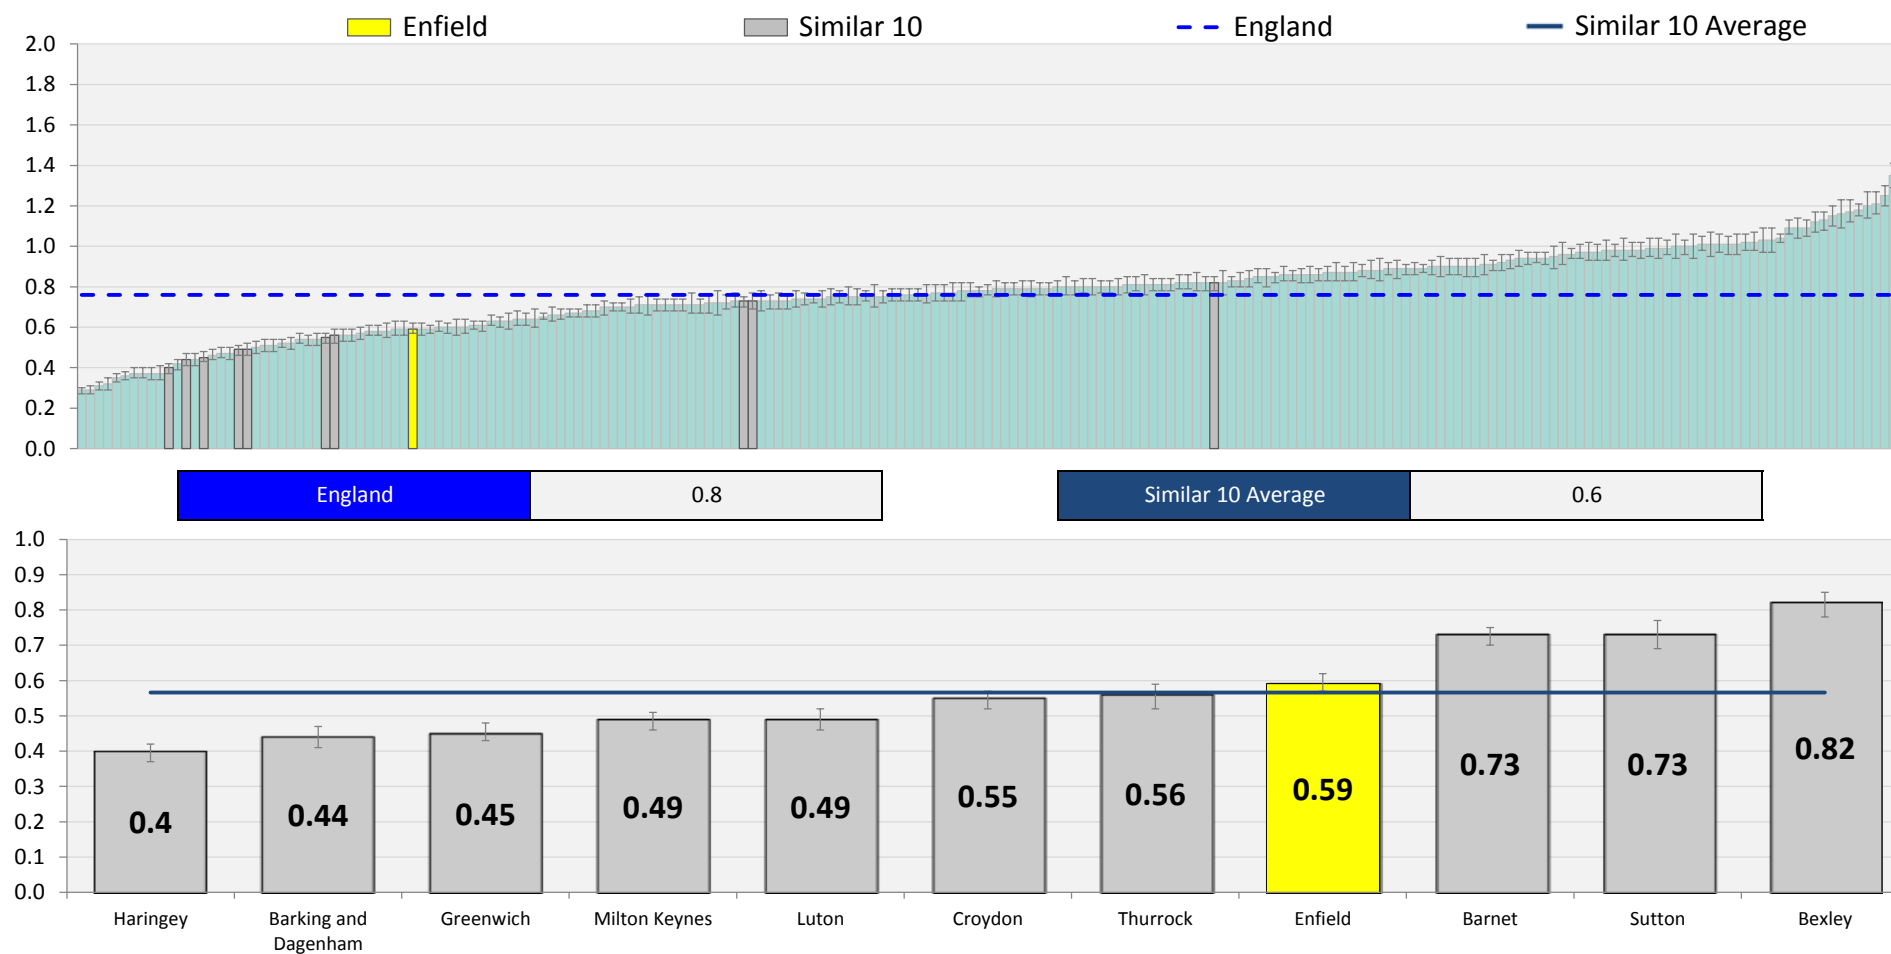 Enfield
Similar 10
England
Similar 10 Average
2.0
1.8
1.6
1.4
1.2
1.0
0.8
0.6
0.4
0.2
0.0
England 0.8
Similar 10 Average 0.6
1.0
0.9
0.8
0.7
0.6
0.5
0.4
0.3
0.2
0.1
0.0
0.4
0.44
0.45
0.49
0.49
0.55
0.56
0.59
0.73
0.73
0.82
Haringey
Barking and
Dagenham
Greenwich
Milton Keynes
Luton
Croydon
Thurrock
Enfield
Barnet
Sutton
Bexley